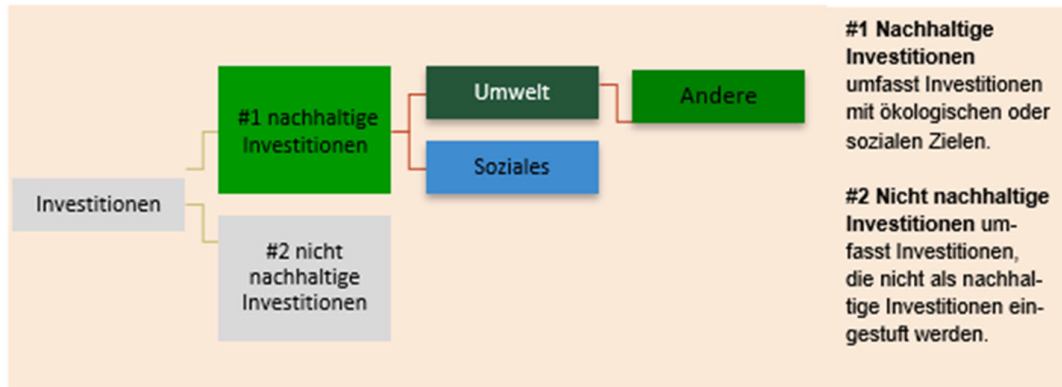 Investitionen
#1 nachhaltige
Investitionen
#2 nicht
nachhaltige
Investitionen
Umwelt
Soziales
Andere
#1 Nachhaltige
Investitionen
umfasst Investitionen
mit ökologischen oder
sozialen Zielen.
#2 Nicht nachhaltige
Investitionen um-
fasst Investitionen,
die nicht als nachhal-
tige Investitionen ein-
gestuft werden.